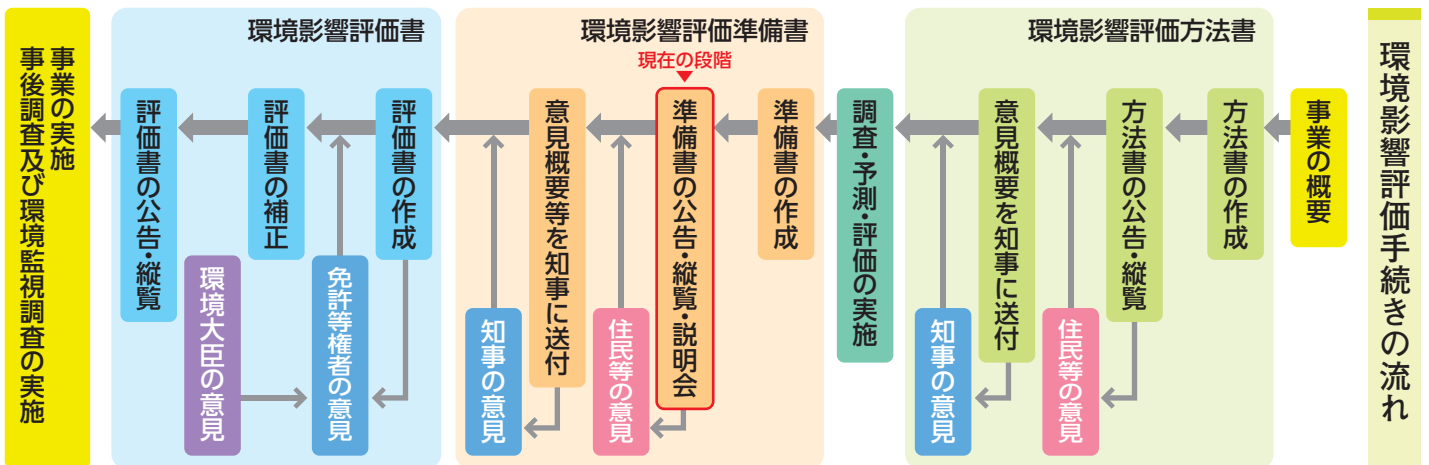 環境影響評価手続きの流れ
事業の概要
環境影響評価方法書
方法書の作成
方法書の公告・縦覧
住民等の意見
意見概要を知事に送付
知事の意見
調査・予測・評価の実施
環境影響評価準備書
準備書の作成
現在の段階
準備書の公告・縦覧・説明会
住民等の意見
意見概要等を知事に送付
知事の意見
環境影響評価書
評価書の作成
免許等権者の意見
環境大臣の意見
評価書の補正
評価書の公告・縦覧
事業の実施
事後調査及び環境監視調査の実施